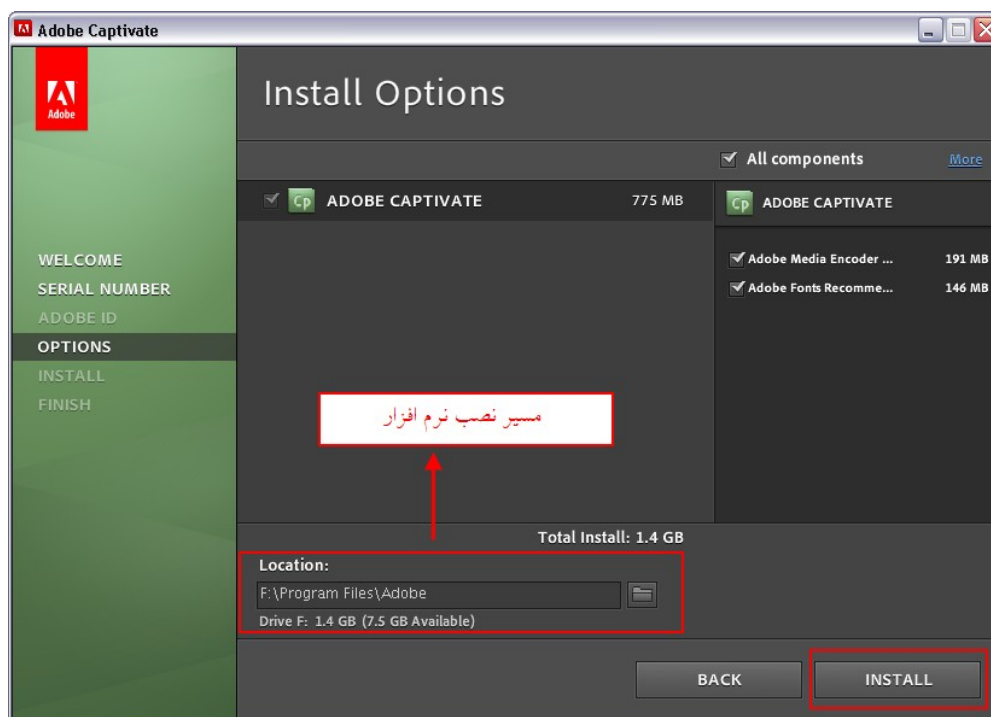 Adobe Captivate
Adobe
Install Options
All components
More
ADOBE CAPTIVATE 775 MB
ADOBE CAPTIVATE
Adobe Media Encoder ... 191 MB
Adobe Fonts Recomme... 146 MB
WELCOME
SERIAL NUMBER
ADOBE ID
OPTIONS
INSTALL
FINISH
مسیر نصب نرم افزار
Total Install: 1.4 GB
Location:
F:\Program Files\Adobe
Drive F: 1.4 GB (7.5 GB Available)
BACK
INSTALL